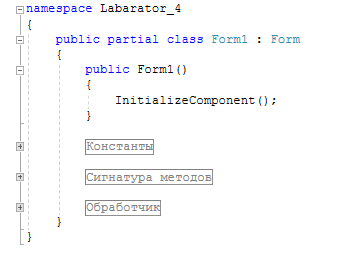 namespace Labarator_4
{
public partial class Form1 : Form
{
public Form1()
{
InitializeComponent();
}
Константы
Сигнатура методов
Обработчик
}
}